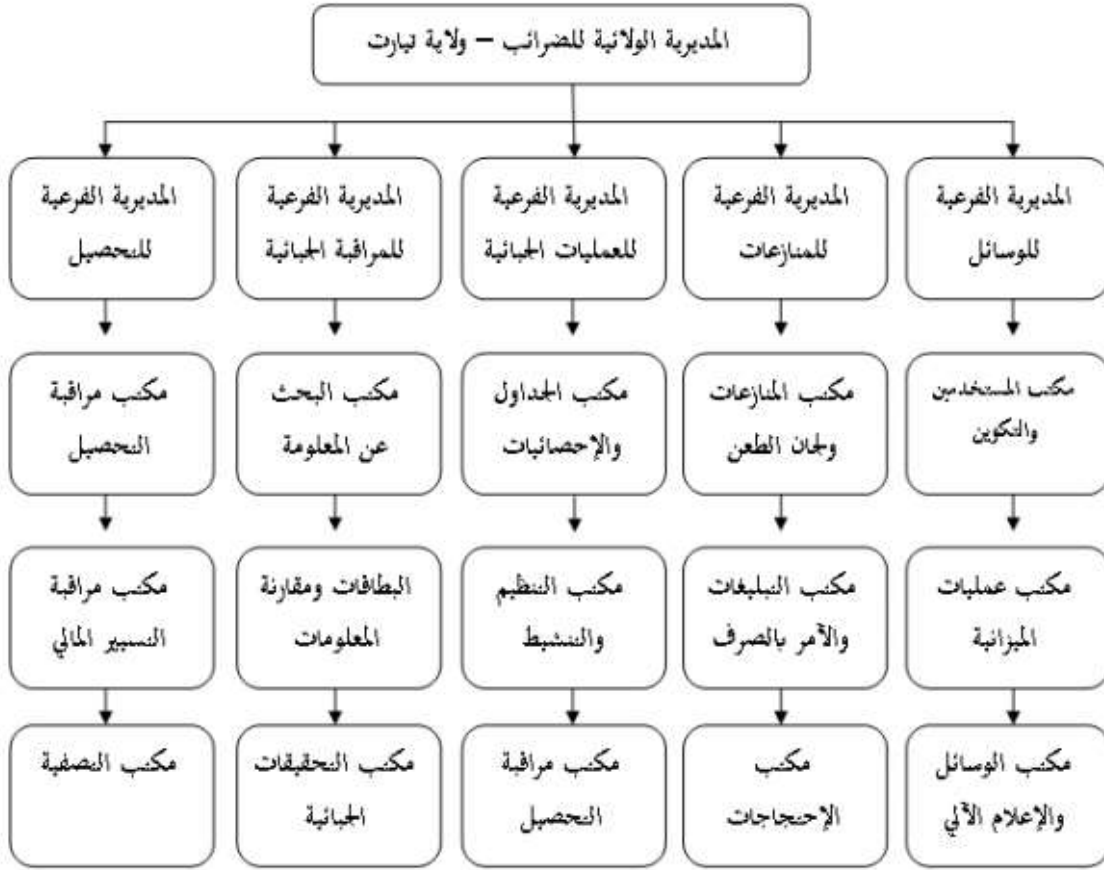 المديرية الولائية للضرائب – ولاية تيارت
المديرية الفرعية
للوسائل
المديرية الفرعية
للمنازعات
المديرية الفرعية
للعمليات الجبائية
المديرية الفرعية
للمراقبة الجبائية
المديرية الفرعية
للتحصيل
مكتب المستخدمين
والتكوين
مكتب المنازعات
ولجان الطعن
مكتب الجداول
والإحصائيات
مكتب البحث
عن المعلومة
مكتب مراقبة
التحصيل
مكتب عمليات
الميزانية
مكتب التبليغات
والآمر بالصرف
مكتب التنظيم
والتنشيط
البطاقات ومقارنة
المعلومات
مكتب مراقبة
التسيير المالي
مكتب الوسائل
والإعلام الآلي
مكتب
الإحتجاجات
مكتب مراقبة
التحصيل
مكتب التحقيقات
الجبائية
مكتب التصفية